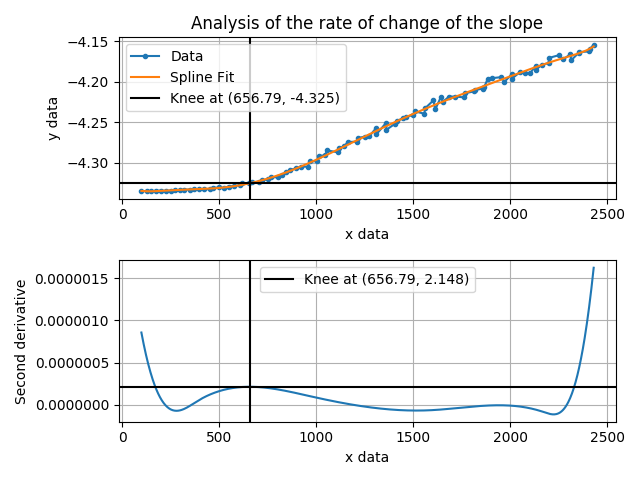 Analysis of the rate of change of the slope
−4.15
−4.20
−4.25
−4.30
y data
Data
Spline Fit
Knee at (656.79, -4.325)
0
500
1000
1500
2000
2500
x data
0.0000015
0.0000010
0.0000005
0.0000000
Second derivative
Knee at (656.79, 2.148)
0
500
1000
1500
2000
2500
x data